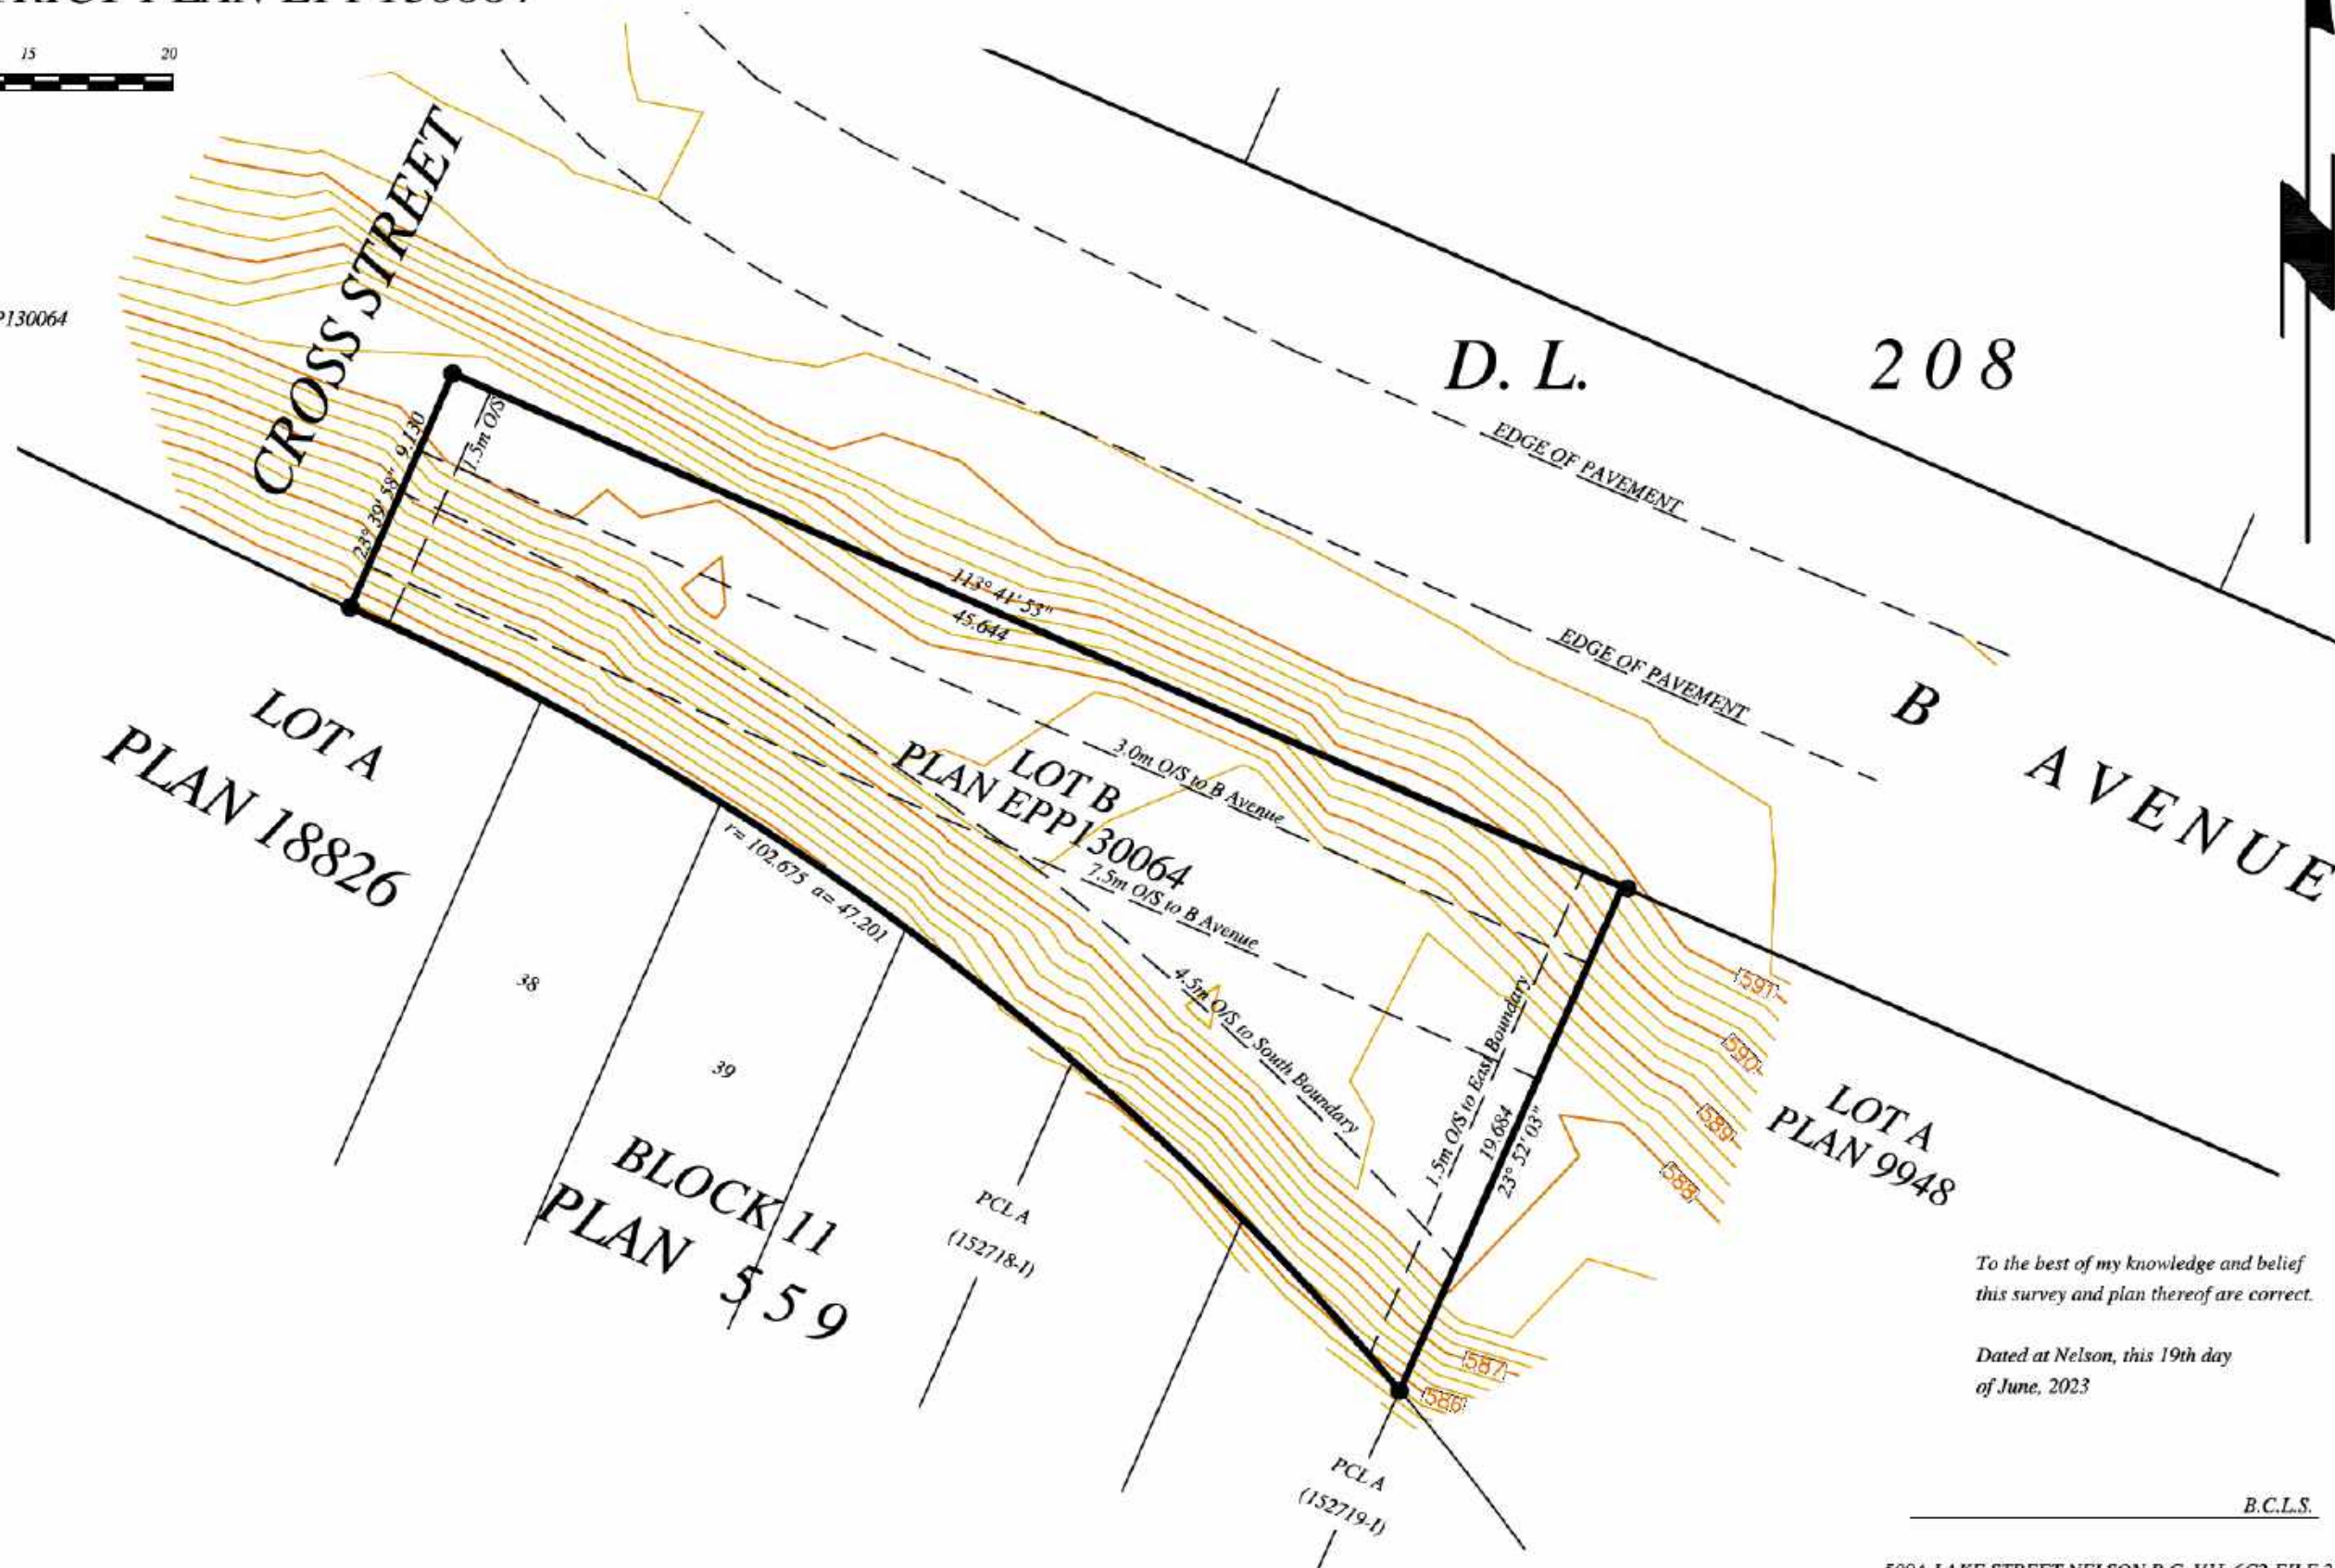 15 20
P130064
CROSS STREET
D. L. 208
EDGE OF PAVEMENT
EDGE OF PAVEMENT
B AVENUE
9.130
23° 39' 58"
1.5m O/S
113° 41' 53"
45.644
LOT A
PLAN 18826
LOT B
PLAN EPP130064
3.0m O/S to B Avenue
7.5m O/S to B Avenue
4.5m O/S to South Boundary
r= 102.675 a= 47.201
1.5m O/S to East Boundary
19.684
23° 52' 03"
591
590
589
588
587
586
LOT A
PLAN 9948
38
39
BLOCK 11
PLAN 559
PCL A
(152718-I)
PCL A
(152719-I)
To the best of my knowledge and belief
this survey and plan thereof are correct.
Dated at Nelson, this 19th day
of June, 2023
B.C.L.S.